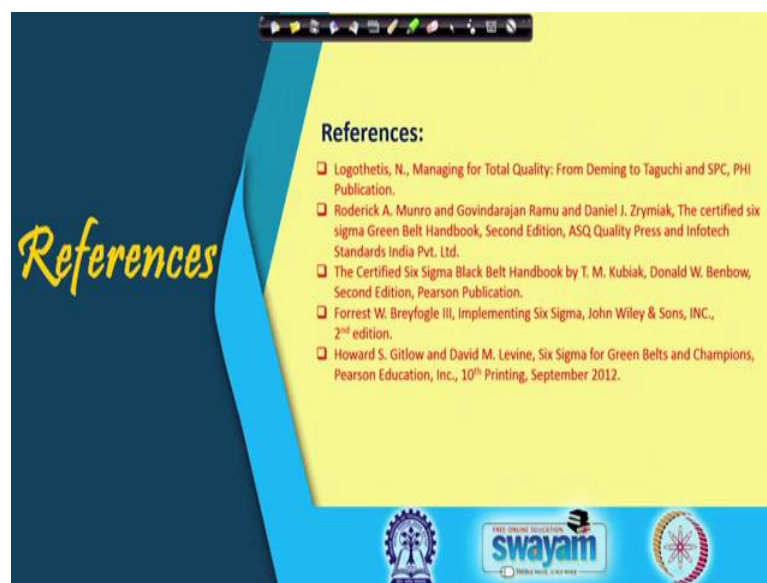 References
References:
❑ Logothetis, N., Managing for Total Quality: From Deming to Taguchi and SPC, PHI
Publication.
❑ Roderick A. Munro and Govindarajan Ramu and Daniel J. Zrymiak, The certified six
sigma Green Belt Handbook, Second Edition, ASQ Quality Press and Infotech
Standards India Pvt. Ltd.
❑ The Certified Six Sigma Black Belt Handbook by T. M. Kubiak, Donald W. Benbow,
Second Edition, Pearson Publication.
❑ Forrest W. Breyfogle III, Implementing Six Sigma, John Wiley & Sons, INC.,
2nd edition.
❑ Howard S. Gitlow and David M. Levine, Six Sigma for Green Belts and Champions,
Pearson Education, Inc., 10th Printing, September 2012.
FREE ONLINE EDUCATION
swayam